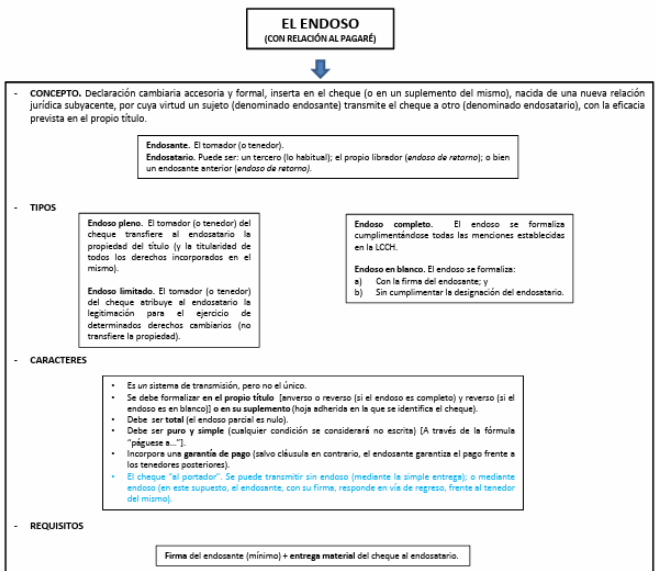 EL ENDOSO
(CON RELACIÓN AL PAGARÉ)
- CONCEPTO. Declaración cambiaria accesoria y formal, inserta en el cheque (o en un suplemento del mismo), nacida de una nueva relación
jurídica subyacente, por cuya virtud un sujeto (denominado endosante) transmite el cheque a otro (denominado endosatario), con la eficacia
prevista en el propio título.
Endosante. El tomador (o tenedor).
Endosatario. Puede ser: un tercero (lo habitual); el propio librador (endoso de retorno); o bien
un endosante anterior (endoso de retorno).
- TIPOS
Endoso pleno. El tomador (o tenedor) del
cheque transfiere al endosatario la
propiedad del título (y la titularidad de
todos los derechos incorporados en el
mismo).
Endoso limitado. El tomador (o tenedor)
del cheque atribuye al endosatario la
legitimación para el ejercicio de
determinados derechos cambiarios (no
transfiere la propiedad).
Endoso completo. El endoso se formaliza
cumplimentándose todas las menciones establecidas
en la LCCH.
Endoso en blanco. El endoso se formaliza:
a) Con la firma del endosante; y
b) Sin cumplimentar la designación del endosatario.
- CARACTERES
• Es un sistema de transmisión, pero no el único.
• Se debe formalizar en el propio título [anverso o reverso (si el endoso es completo) y reverso (si el
endoso es en blanco)] o en su suplemento (hoja adherida en la que se identifica el cheque).
• Debe ser total (el endoso parcial es nulo).
• Debe ser puro y simple (cualquier condición se considerará no escrita) [A través de la fórmula
"páguese a..."].
• Incorpora una garantía de pago (salvo cláusula en contrario, el endosante garantiza el pago frente a
los tenedores posteriores).
• El cheque "al portador". Se puede transmitir sin endoso (mediante la simple entrega); o mediante
endoso (en este supuesto, el endosante, con su firma, responde en vía de regreso, frente al tenedor
del mismo).
- REQUISITOS
Firma del endosante (mínimo) + entrega material del cheque al endosatario.